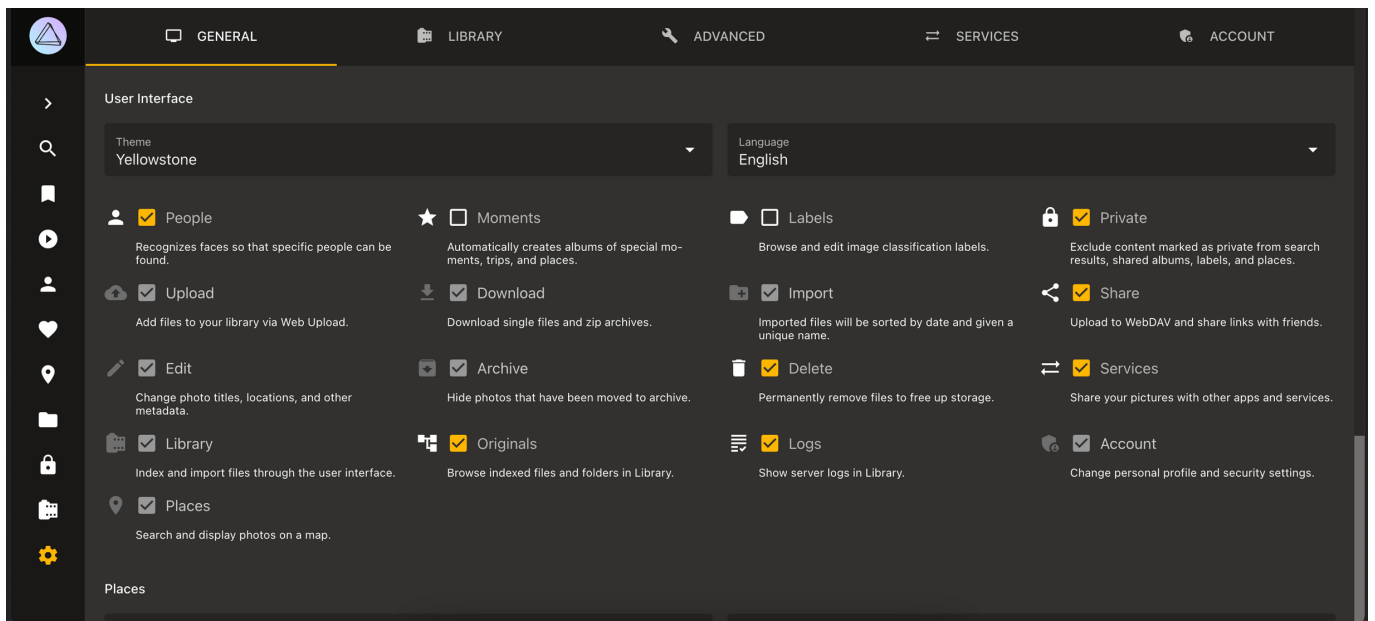 GENERAL
LIBRARY
ADVANCED
SERVICES
ACCOUNT
User Interface
Theme
Yellowstone
Language
English
People
Recognizes faces so that specific people can be
found.
Moments
Automatically creates albums of special mo-
ments, trips, and places.
Labels
Browse and edit image classification labels.
Private
Exclude content marked as private from search
results, shared albums, labels, and places.
Upload
Add files to your library via Web Upload.
Download
Download single files and zip archives.
Import
Imported files will be sorted by date and given a
unique name.
Share
Upload to WebDAV and share links with friends.
Edit
Change photo titles, locations, and other
metadata.
Archive
Hide photos that have been moved to archive.
Delete
Permanently remove files to free up storage.
Services
Share your pictures with other apps and services.
Library
Index and import files through the user interface.
Originals
Browse indexed files and folders in Library.
Logs
Show server logs in Library.
Account
Change personal profile and security settings.
Places
Search and display photos on a map.
Places